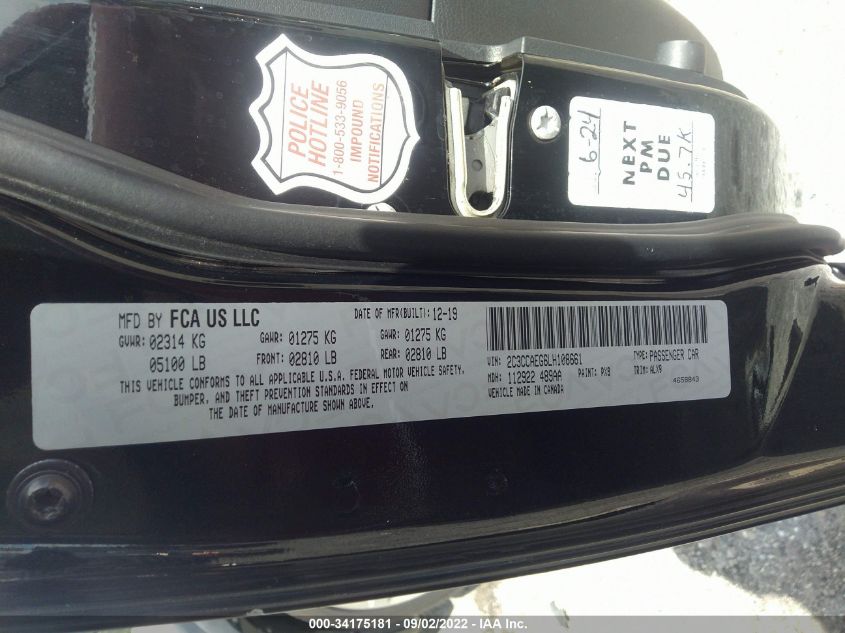 POLICE
HOTLINE
1-800-533-9056
IMPOUND
NOTIFICATIONS
6-24
NEXT
PM
DUE
45.7K
MFD BY FCA US LLC
DATE OF MFR(BUILT): 12-19
GVWR: 02314 KG
GAWR: 01275 KG
GAWR: 01275 KG
05100 LB
FRONT: 02810 LB
REAR: 02810 LB
THIS VEHICLE CONFORMS TO ALL APPLICABLE U.S.A. FEDERAL MOTOR VEHICLE SAFETY,
BUMPER, AND THEFT PREVENTION STANDARDS IN EFFECT ON
THE DATE OF MANUFACTURE SHOWN ABOVE.
VIN: 2C3CCAEG6LH108661
TYPE: PASSENGER CAR
MDH: 112922 489AA
PAINT: PX8
TRIM: ALX9
VEHICLE MADE IN CANADA
4658843
000-34175181 - 09/02/2022 - IAA Inc.